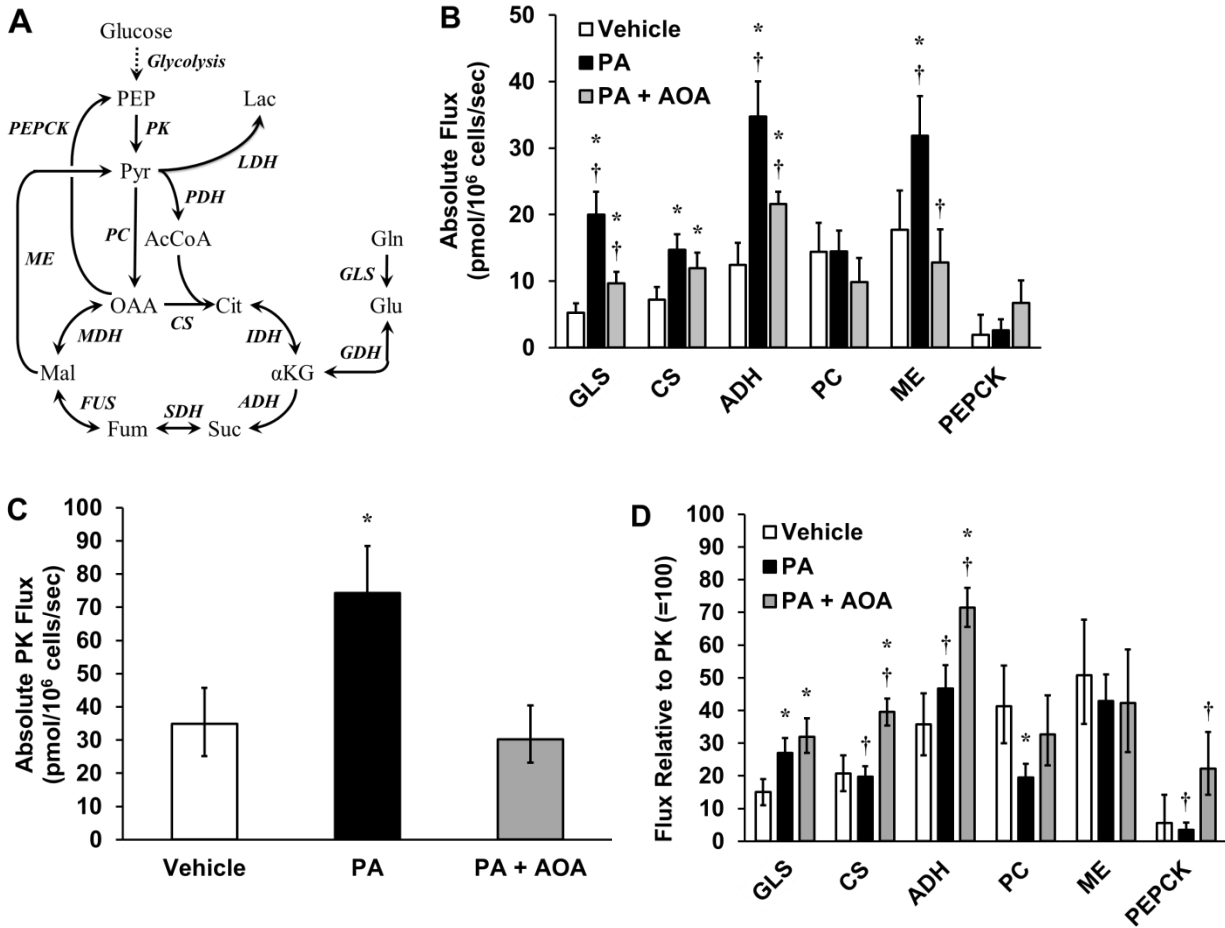 A
Glucose
Glycolysis
PEP
Lac
PEPCK
PK
LDH
Pyr
PDH
PC
AcCoA
ME
Gln
GLS
OAA
Cit
Glu
CS
MDH
IDH
GDH
Mal
αKG
FUS
SDH
ADH
Fum
Suc
B
Absolute Flux
(pmol/10⁶ cells/sec)
50
40
30
20
10
0
Vehicle
PA
PA + AOA
* † * †
* *
* † * †
* † †
GLS
CS
ADH
PC
ME
PEPCK
C
Absolute PK Flux
(pmol/10⁶ cells/sec)
100
90
80
70
60
50
40
30
20
10
0
*
Vehicle
PA
PA + AOA
D
Flux Relative to PK (=100)
100
90
80
70
60
50
40
30
20
10
0
Vehicle
PA
PA + AOA
* *
† * †
† * †
*
† †
GLS
CS
ADH
PC
ME
PEPCK